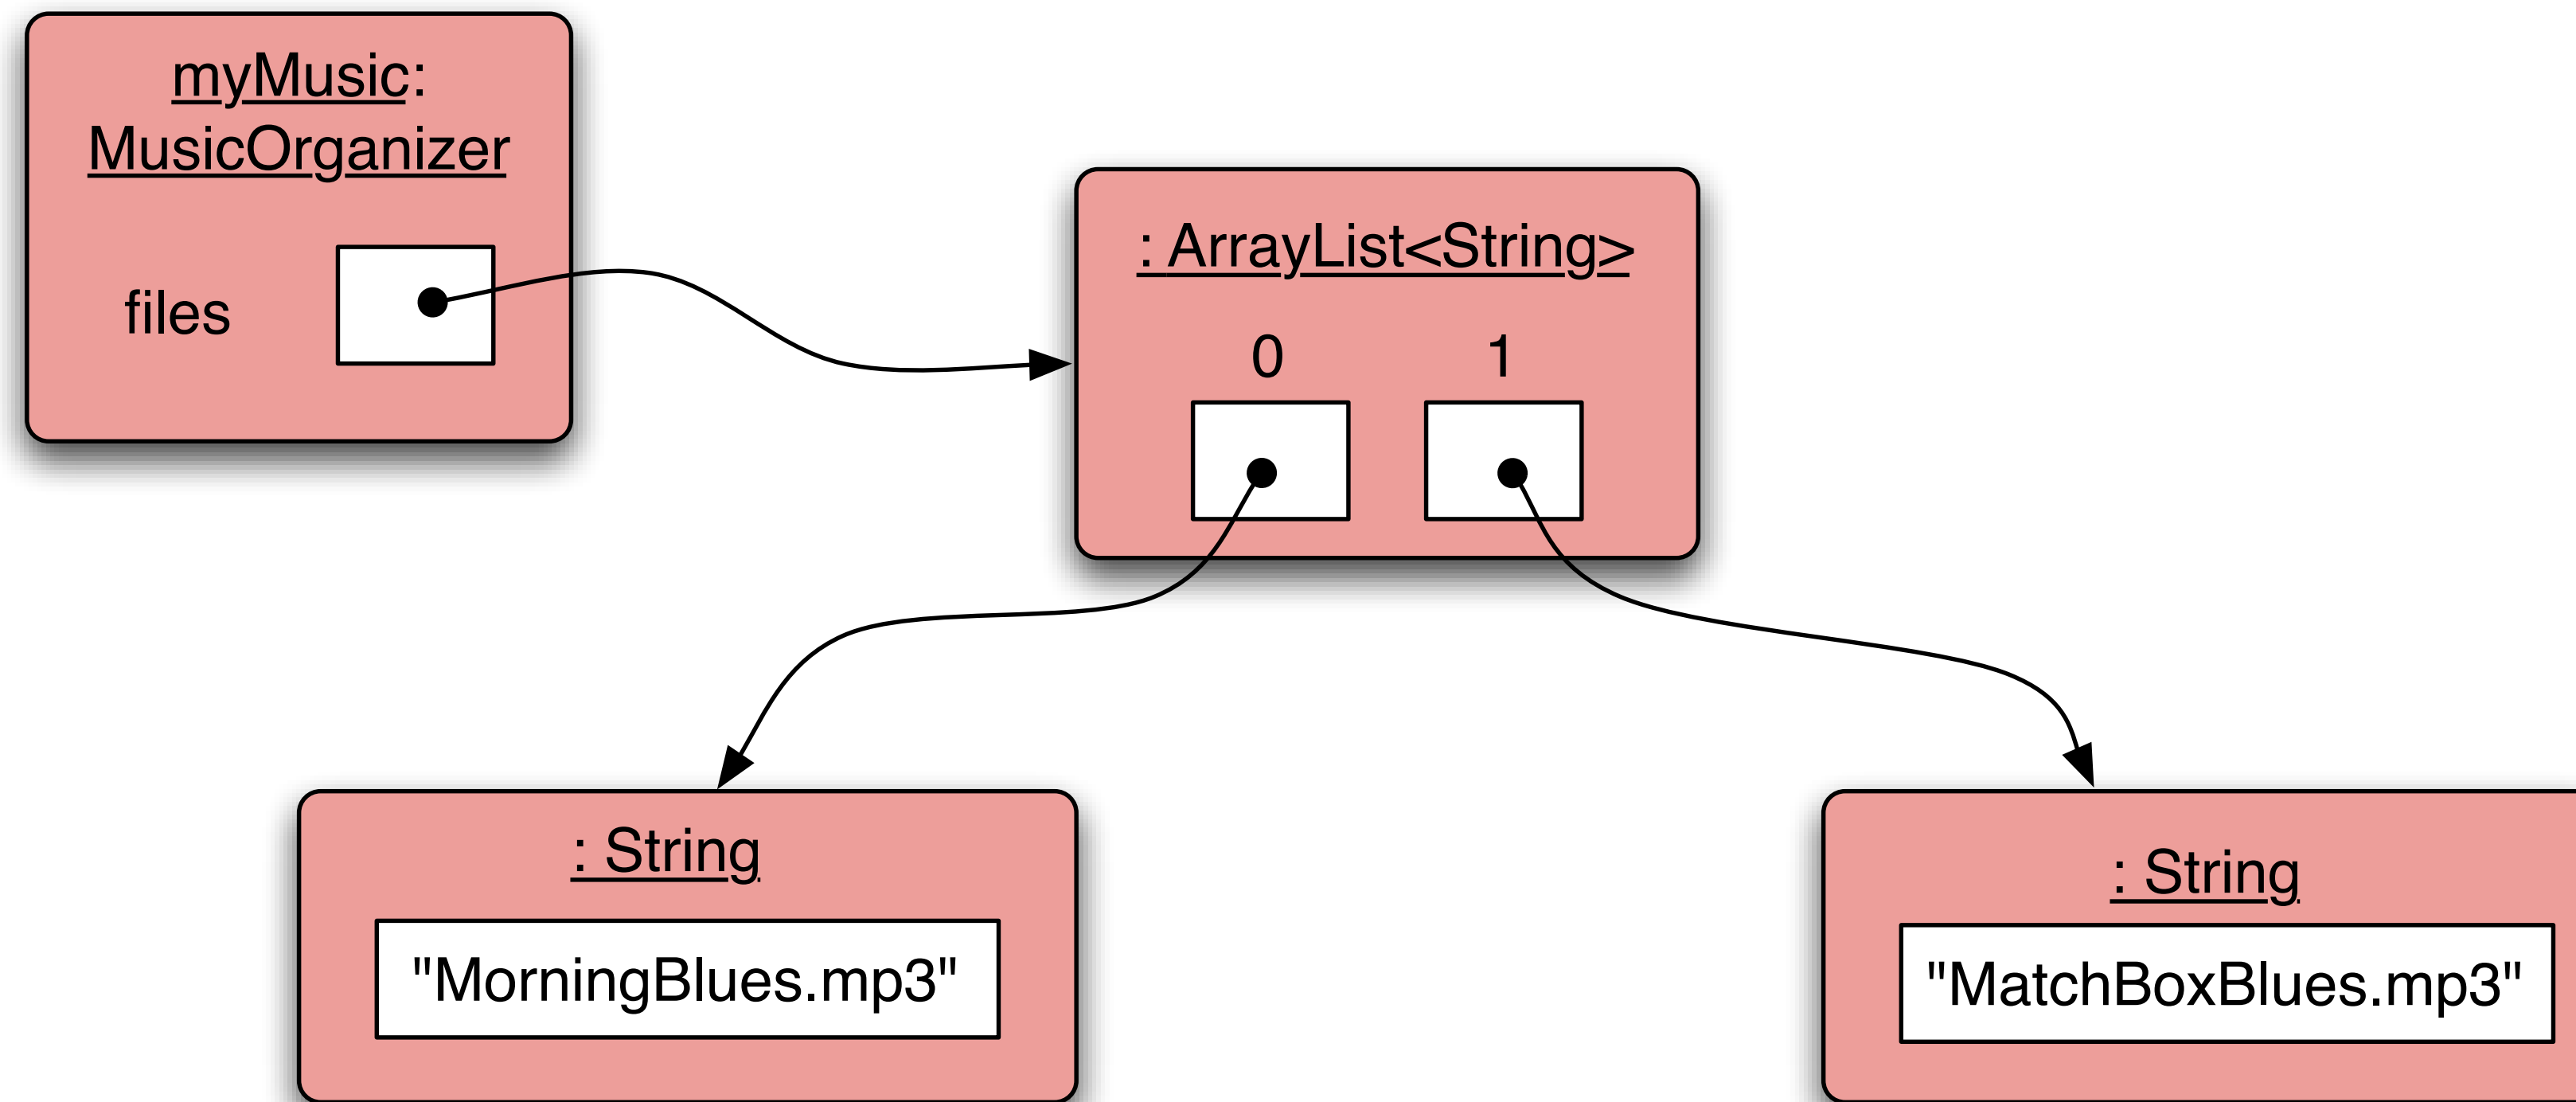 myMusic:
MusicOrganizer
files
: ArrayList<String>
0 1
: String
"MorningBlues.mp3"
: String
"MatchBoxBlues.mp3"